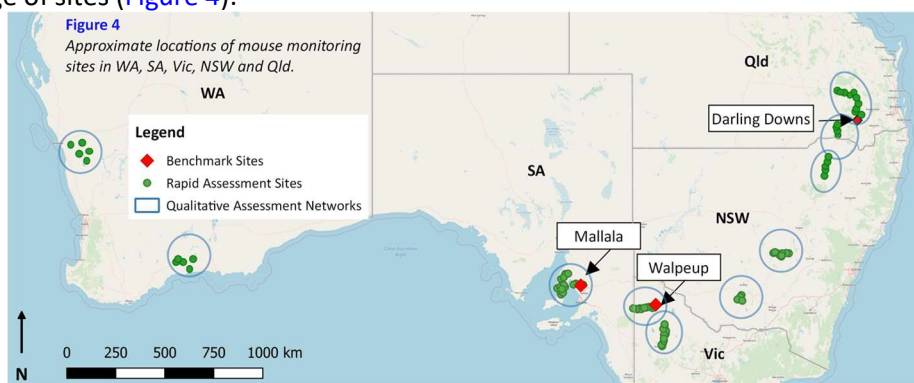 ge of sites (Figure 4).
Figure 4
Approximate locations of mouse monitoring
sites in WA, SA, Vic, NSW and Qld.
WA
Qld
Darling Downs
Legend
Benchmark Sites
Rapid Assessment Sites
Qualitative Assessment Networks
SA
NSW
Mallala
Walpeup
Vic
0 250 500 750 1000 km
N